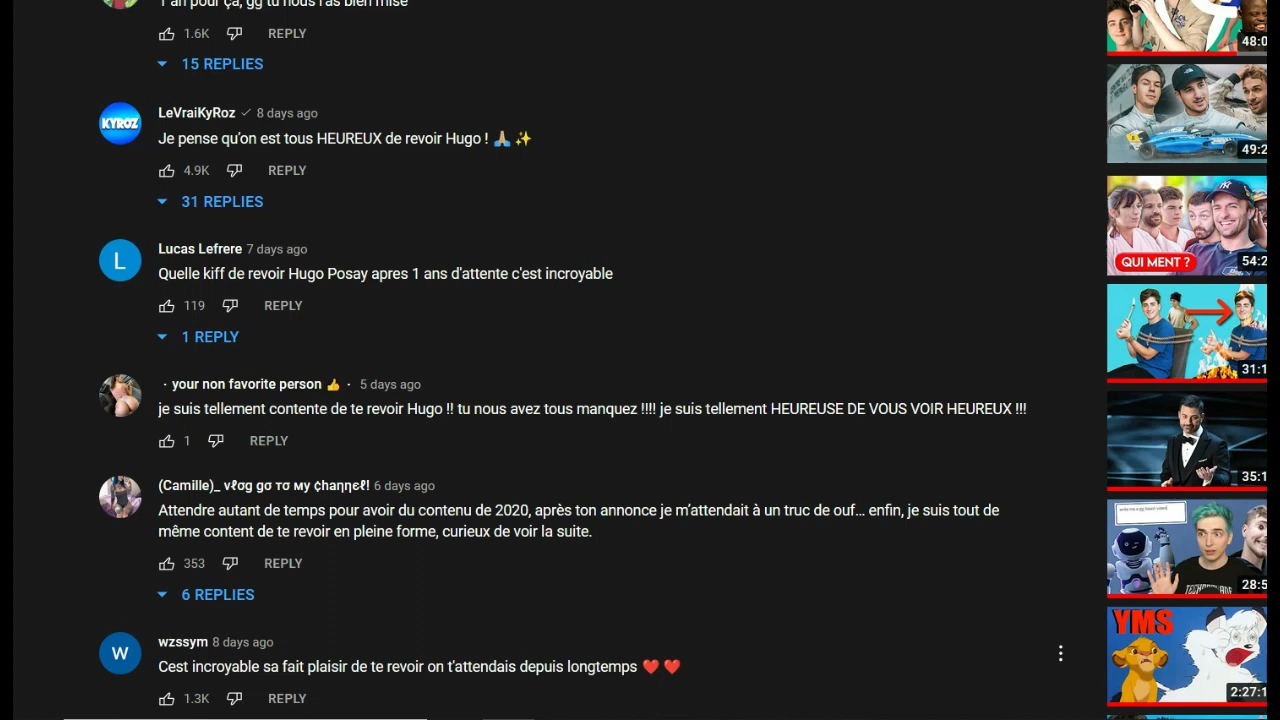 1 an pour ça, gg tu nous l'as bien mise
1.6K REPLY
15 REPLIES
KYROZ
LeVraiKyRoz 8 days ago
Je pense qu'on est tous HEUREUX de revoir Hugo ! 🙏🏼 ✨
4.9K REPLY
31 REPLIES
L
Lucas Lefrere 7 days ago
Quelle kiff de revoir Hugo Posay apres 1 ans d'attente c'est incroyable
119 REPLY
1 REPLY
· your non favorite person 👍 · 5 days ago
je suis tellement contente de te revoir Hugo !! tu nous avez tous manquez !!!! je suis tellement HEUREUSE DE VOUS VOIR HEUREUX !!!
1 REPLY
(Camille)_ νℓσg gσ тσ мy ¢haηηєℓ! 6 days ago
Attendre autant de temps pour avoir du contenu de 2020, après ton annonce je m'attendait à un truc de ouf... enfin, je suis tout de
même content de te revoir en pleine forme, curieux de voir la suite.
353 REPLY
6 REPLIES
W
wzssym 8 days ago
Cest incroyable sa fait plaisir de te revoir on t'attendais depuis longtemps ❤️ ❤️
1.3K REPLY
48:0
49:2
QUI MENT ?
54:2
31:1
35:1
28:5
YMS
2:27:1